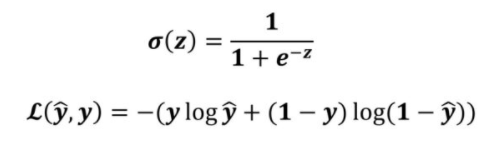 σ(z) = 1 / (1 + e^{-z})
ℒ(ŷ, y) = −(y log ŷ + (1 − y) log(1 − ŷ))